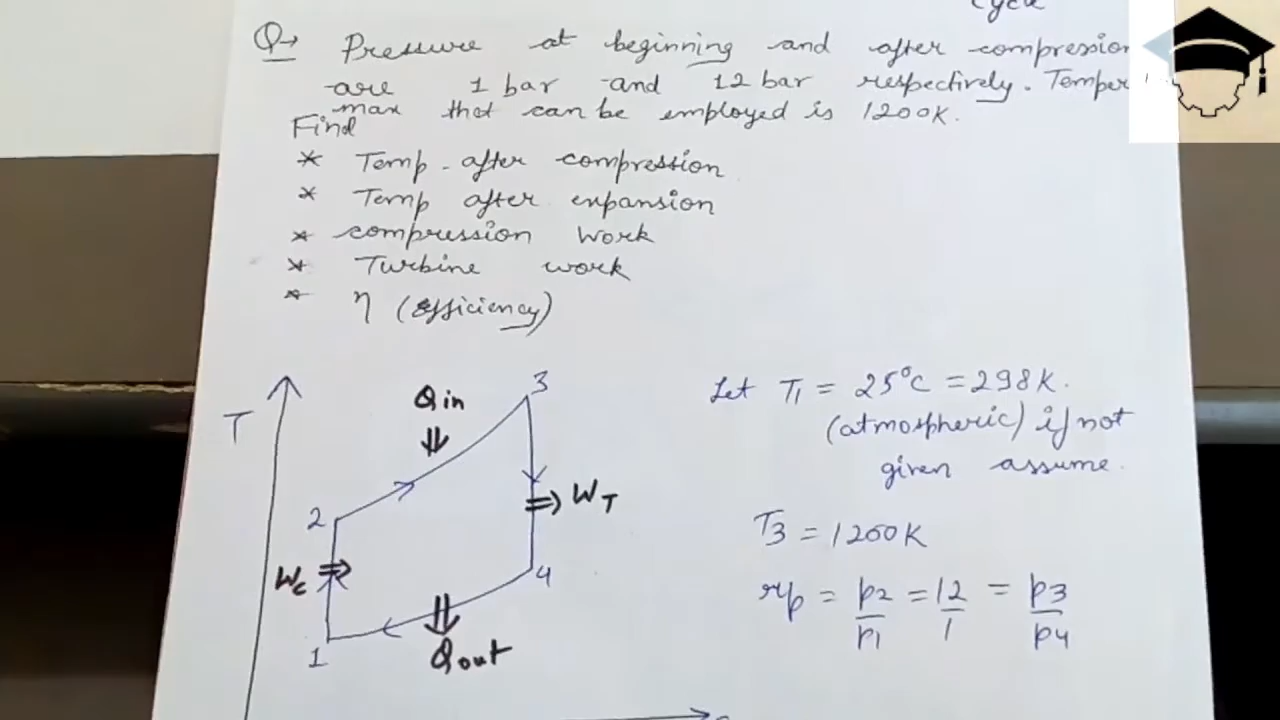 Cycle
Q→ Pressure at beginning and after compression
are 1 bar and 12 bar respectively. Temper
max that can be employed is 1200K.
Find
* Temp. after compression
* Temp after expansion
* compression Work
* Turbine work
* η (efficiency)
T
Qin
3
2
WT
Wc
4
1
Qout
Let T1 = 25°C = 298K.
(atmospheric) if not
given assume.
T3 = 1200K
rp = p2/p1 = 12/1 = p3/p4